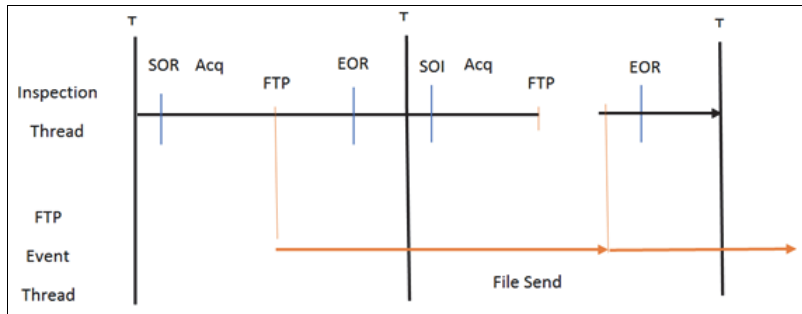 T T T
SOR Acq FTP EOR SOI Acq FTP EOR
Inspection
Thread
FTP
Event
Thread
File Send